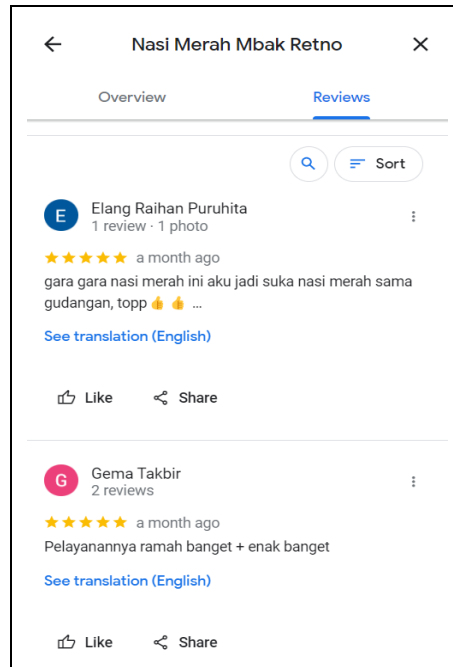 Nasi Merah Mbak Retno
Overview
Reviews
Sort
E
Elang Raihan Puruhita
1 review · 1 photo
a month ago
gara gara nasi merah ini aku jadi suka nasi merah sama
gudangan, topp👍 👍 ...
See translation (English)
Like
Share
G
Gema Takbir
2 reviews
a month ago
Pelayanannya ramah banget + enak banget
See translation (English)
Like
Share